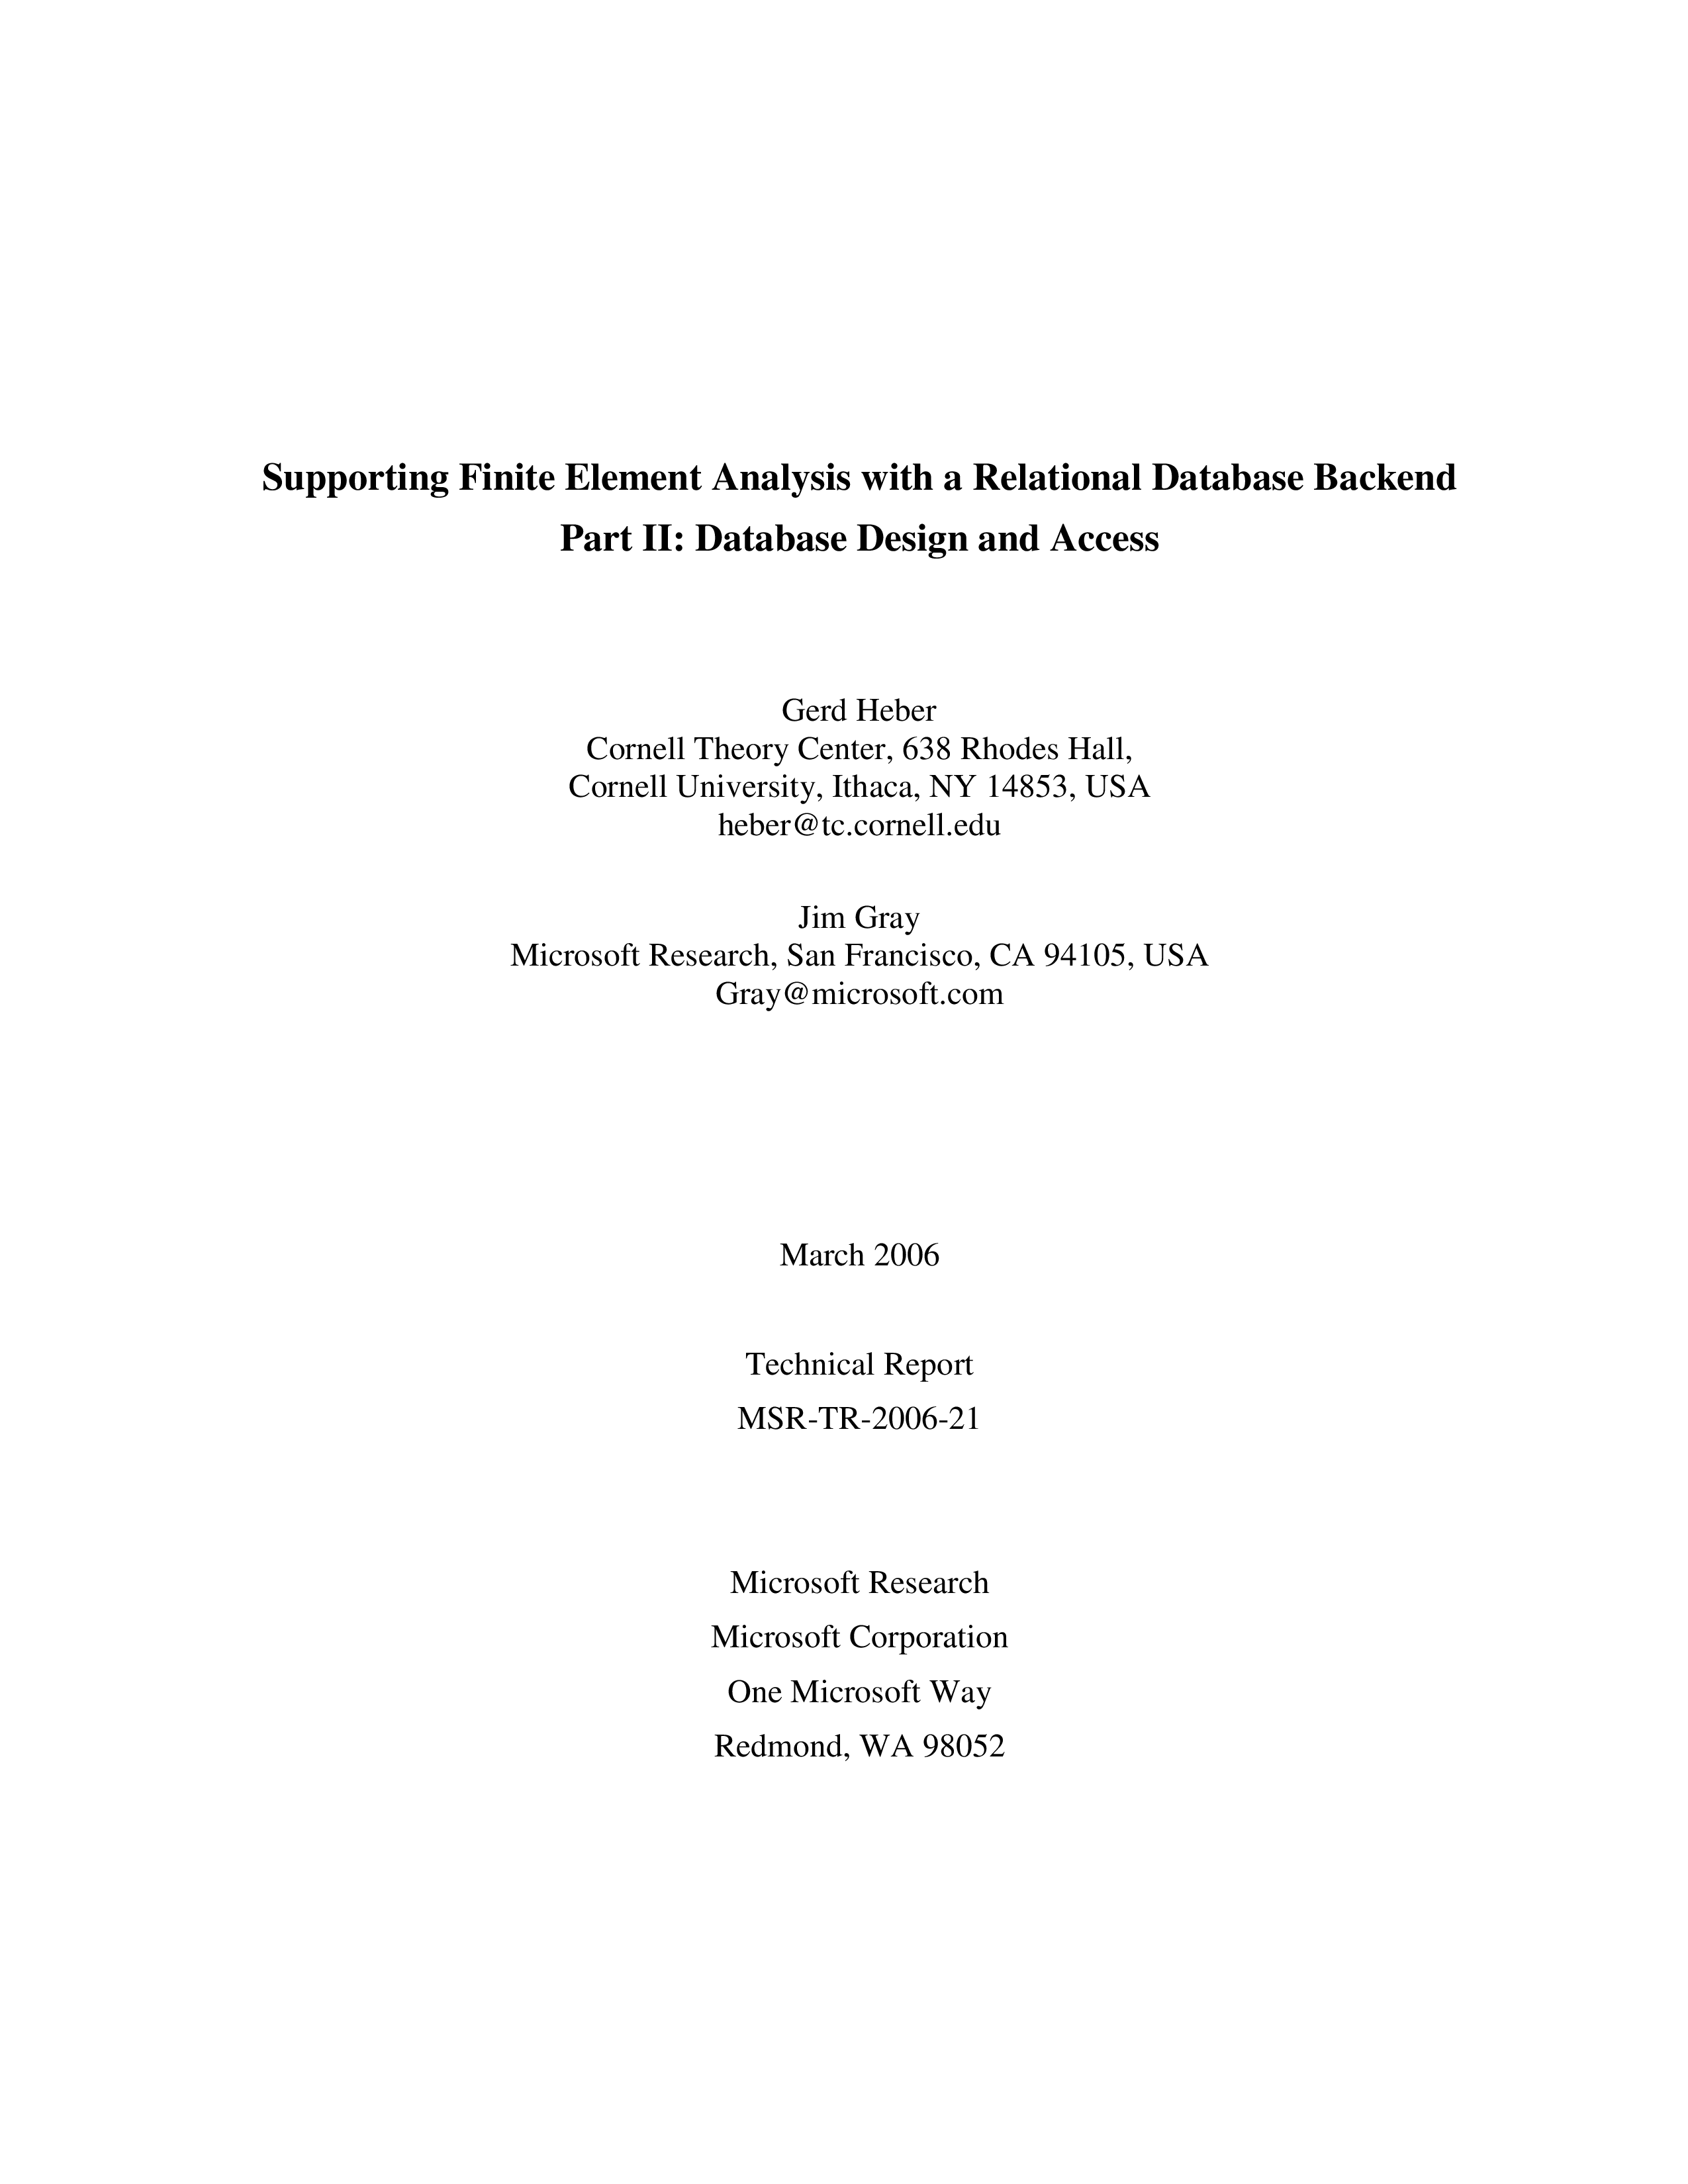 Supporting Finite Element Analysis with a Relational Database Backend
Part II: Database Design and Access
Gerd Heber
Cornell Theory Center, 638 Rhodes Hall,
Cornell University, Ithaca, NY 14853, USA
heber@tc.cornell.edu
Jim Gray
Microsoft Research, San Francisco, CA 94105, USA
Gray@microsoft.com
March 2006
Technical Report
MSR-TR-2006-21
Microsoft Research
Microsoft Corporation
One Microsoft Way
Redmond, WA 98052